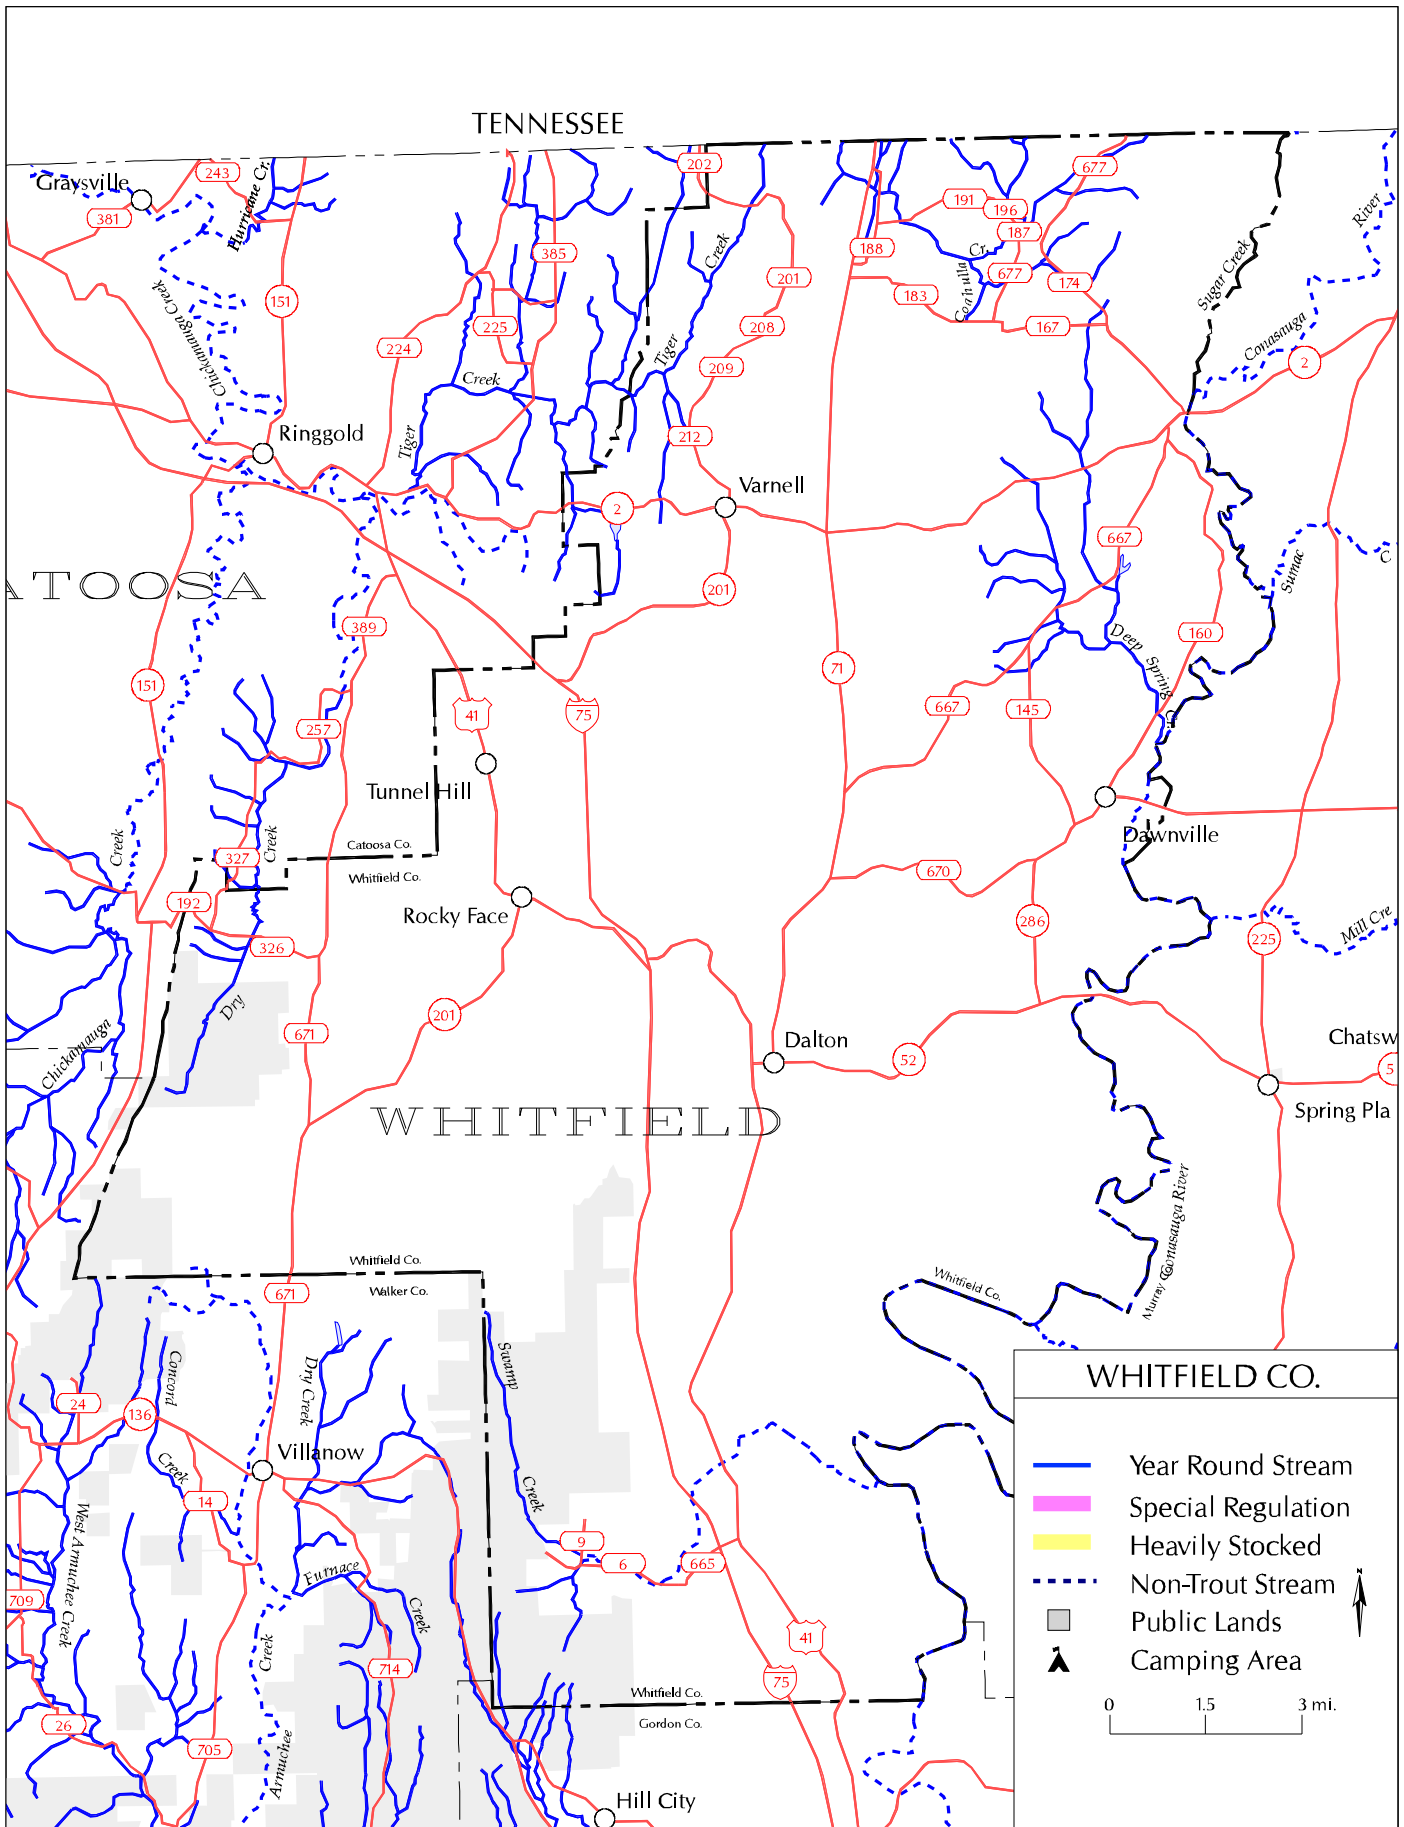 TENNESSEE
Graysville
243
Hurricane Cr.
381
202
677
191
196
187
188
Coahulla
Cr.
677
174
183
167
River
Sugar Creek
Conasauga
2
151
Chickamauga Creek
385
225
224
Creek
Tiger
Tiger
Creek
201
208
209
212
Ringgold
Varnell
2
201
667
Sumac
C
ATOOSA
389
151
257
41
75
71
Deep Spring Cr.
160
667
145
Tunnel Hill
Dawnville
Creek
Creek
327
Catoosa Co.
Whitfield Co.
192
Rocky Face
670
326
286
225
Mill Cre
Dry
671
201
Chickamauga
Dalton
52
Chatsw
5
Spring Pla
WHITFIELD
Conasauga River
Murray Co.
Whitfield Co.
Walker Co.
Whitfield Co.
671
Swamp
Creek
Concord
Creek
Dry Creek
24
136
Villanow
14
West Armuchee Creek
Furnace
Creek
9
6
665
709
Creek
714
41
75
Whitfield Co.
Gordon Co.
26
705
Armuchee
Hill City
WHITFIELD CO.
Year Round Stream
Special Regulation
Heavily Stocked
Non-Trout Stream
N
Public Lands
Camping Area
0 1.5 3 mi.